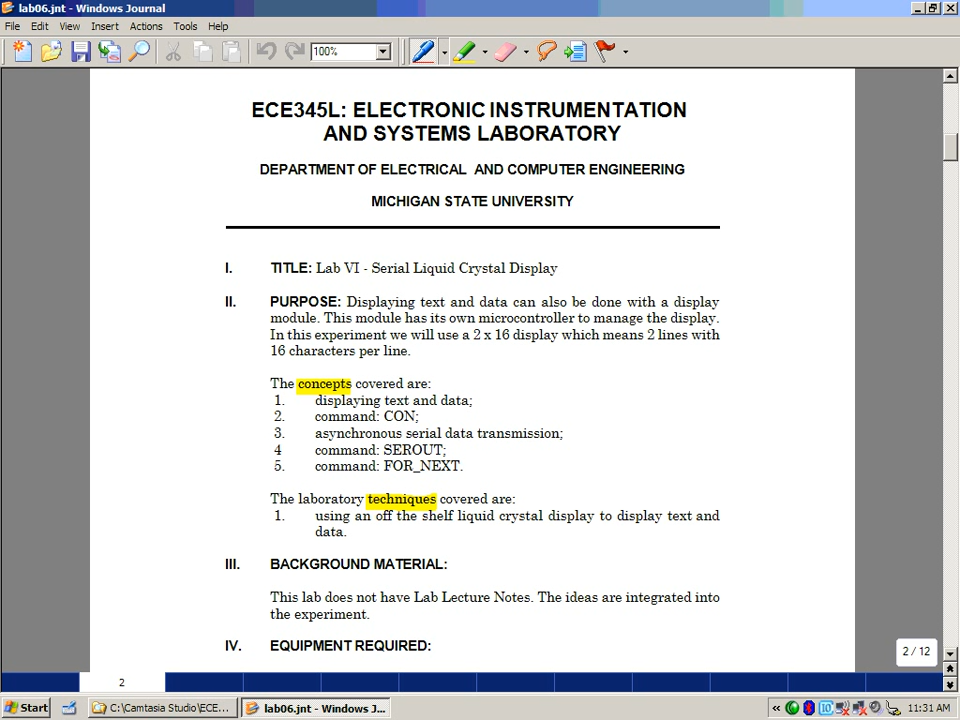 lab06.jnt - Windows Journal
File Edit View Insert Actions Tools Help
100%
ECE345L: ELECTRONIC INSTRUMENTATION
AND SYSTEMS LABORATORY
DEPARTMENT OF ELECTRICAL AND COMPUTER ENGINEERING
MICHIGAN STATE UNIVERSITY
I. TITLE: Lab VI - Serial Liquid Crystal Display
II. PURPOSE: Displaying text and data can also be done with a display
module. This module has its own microcontroller to manage the display.
In this experiment we will use a 2 x 16 display which means 2 lines with
16 characters per line.
The concepts covered are:
1. displaying text and data;
2. command: CON;
3. asynchronous serial data transmission;
4 command: SEROUT;
5. command: FOR_NEXT.
The laboratory techniques covered are:
1. using an off the shelf liquid crystal display to display text and
data.
III. BACKGROUND MATERIAL:
This lab does not have Lab Lecture Notes. The ideas are integrated into
the experiment.
IV. EQUIPMENT REQUIRED:
2 / 12
2
Start C:\Camtasia Studio\ECE... lab06.jnt - Windows J... « 11:31 AM